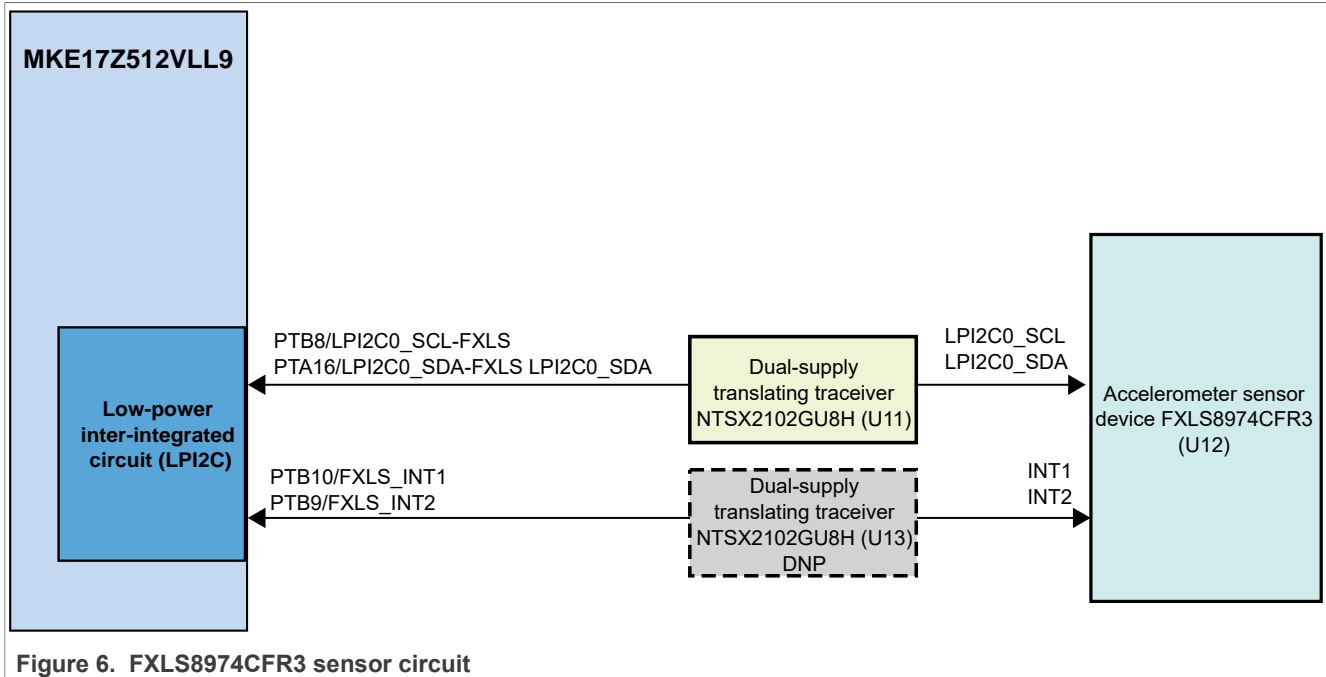 MKE17Z512VLL9
PTB8/LPI2C0_SCL-FXLS
PTA16/LPI2C0_SDA-FXLS LPI2C0_SDA
Low-power
inter-integrated
circuit (LPI2C)
PTB10/FXLS_INT1
PTB9/FXLS_INT2
Dual-supply
translating traceiver
NTSX2102GU8H (U11)
Dual-supply
translating traceiver
NTSX2102GU8H (U13)
DNP
LPI2C0_SCL
LPI2C0_SDA
INT1
INT2
Accelerometer sensor
device FXLS8974CFR3
(U12)
Figure 6. FXLS8974CFR3 sensor circuit